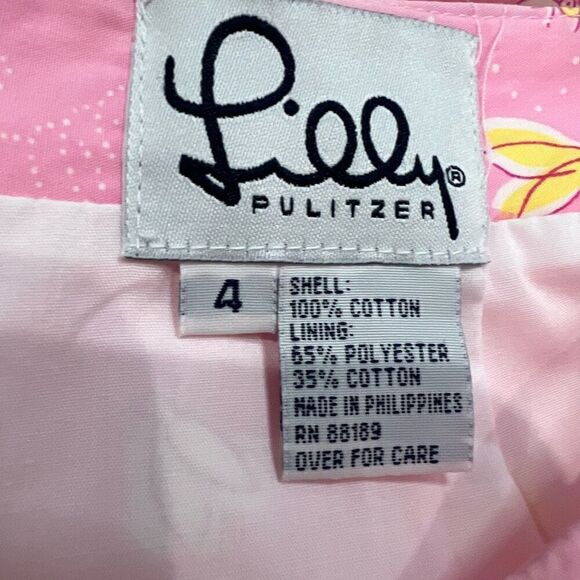 Lilly®
PULITZER
4
SHELL:
100% COTTON
LINING:
65% POLYESTER
35% COTTON
MADE IN PHILIPPINES
RN 88189
OVER FOR CARE